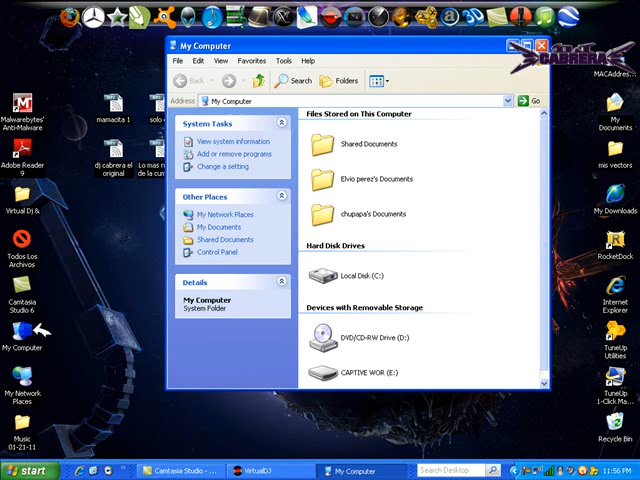 My Computer
File Edit View Favorites Tools Help
Back Search Folders
Address My Computer Go
System Tasks
View system information
Add or remove programs
Change a setting
Other Places
My Network Places
My Documents
Shared Documents
Control Panel
Details
My Computer
System Folder
Files Stored on This Computer
Shared Documents
Elvio perez's Documents
chupapa's Documents
Hard Disk Drives
Local Disk (C:)
Devices with Removable Storage
DVD/CD-RW Drive (D:)
CAPTIVE WOR (E:)
Malwarebytes'
Anti-Malware
mamacita 1
solo
Adobe Reader
9
dj cabrera el
original
Lo mas n
de la cum
Virtual Dj &
Todos Los
Archivos
Camtasia
Studio 6
My Computer
My Network
Places
Music
01-21-11
CABRERA
MACAddres...
My
Documents
mis vectors
My Downloads
RocketDock
Internet
Explorer
TuneUp
Utilities
TuneUp
1-Click Ma...
Recycle Bin
start Camtasia Studio - ... VirtualDJ My Computer Search Desktop 11:56 PM